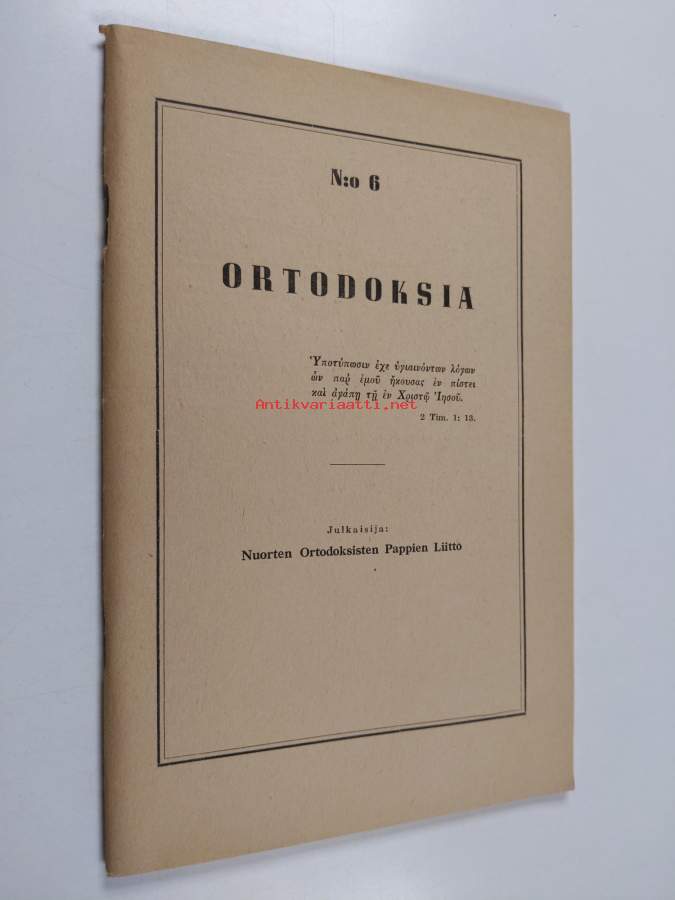 N:o 6
ORTODOKSIA
Ὑποτύπωσιν ἔχε ὑγιαινόντων λόγων
ὧν παρ ἐμοῦ ἤκουσας ἐν πίστει
καὶ ἀγάπῃ τῇ ἐν Χριστῷ Ἰησοῦ.
Antikvariaatti.net
2 Tim. 1: 13.
Julkaisija:
Nuorten Ortodoksisten Pappien Liitto